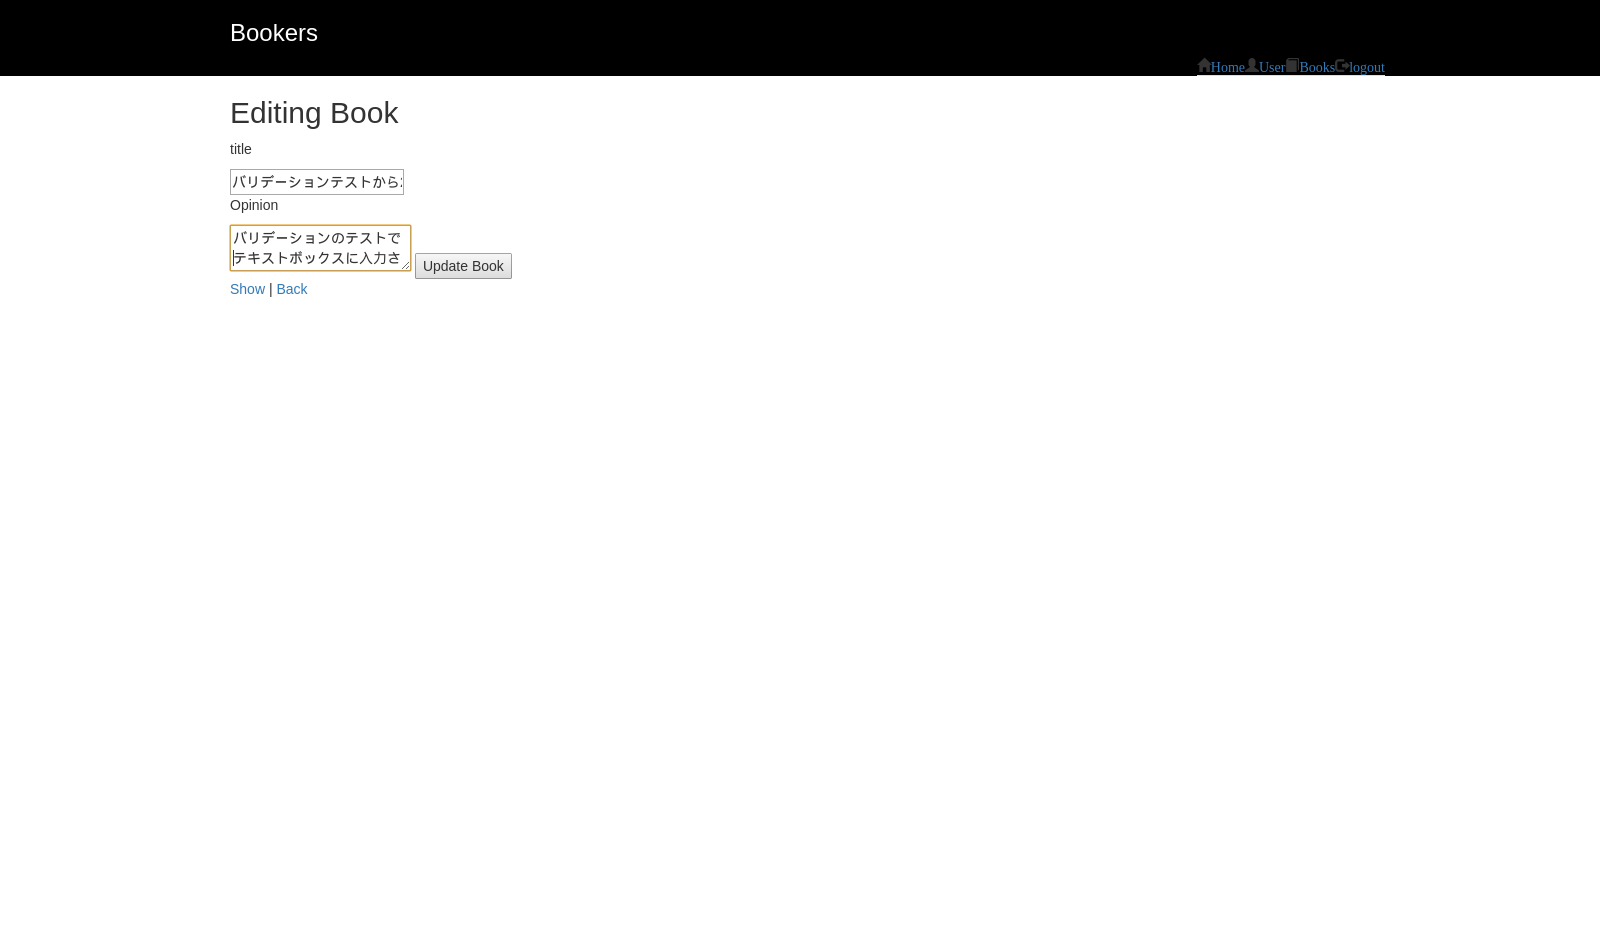 Bookers
Home User Books logout
Editing Book
title
バリデーションテストから
Opinion
バリデーションのテストで
テキストボックスに入力さ
Update Book
Show | Back